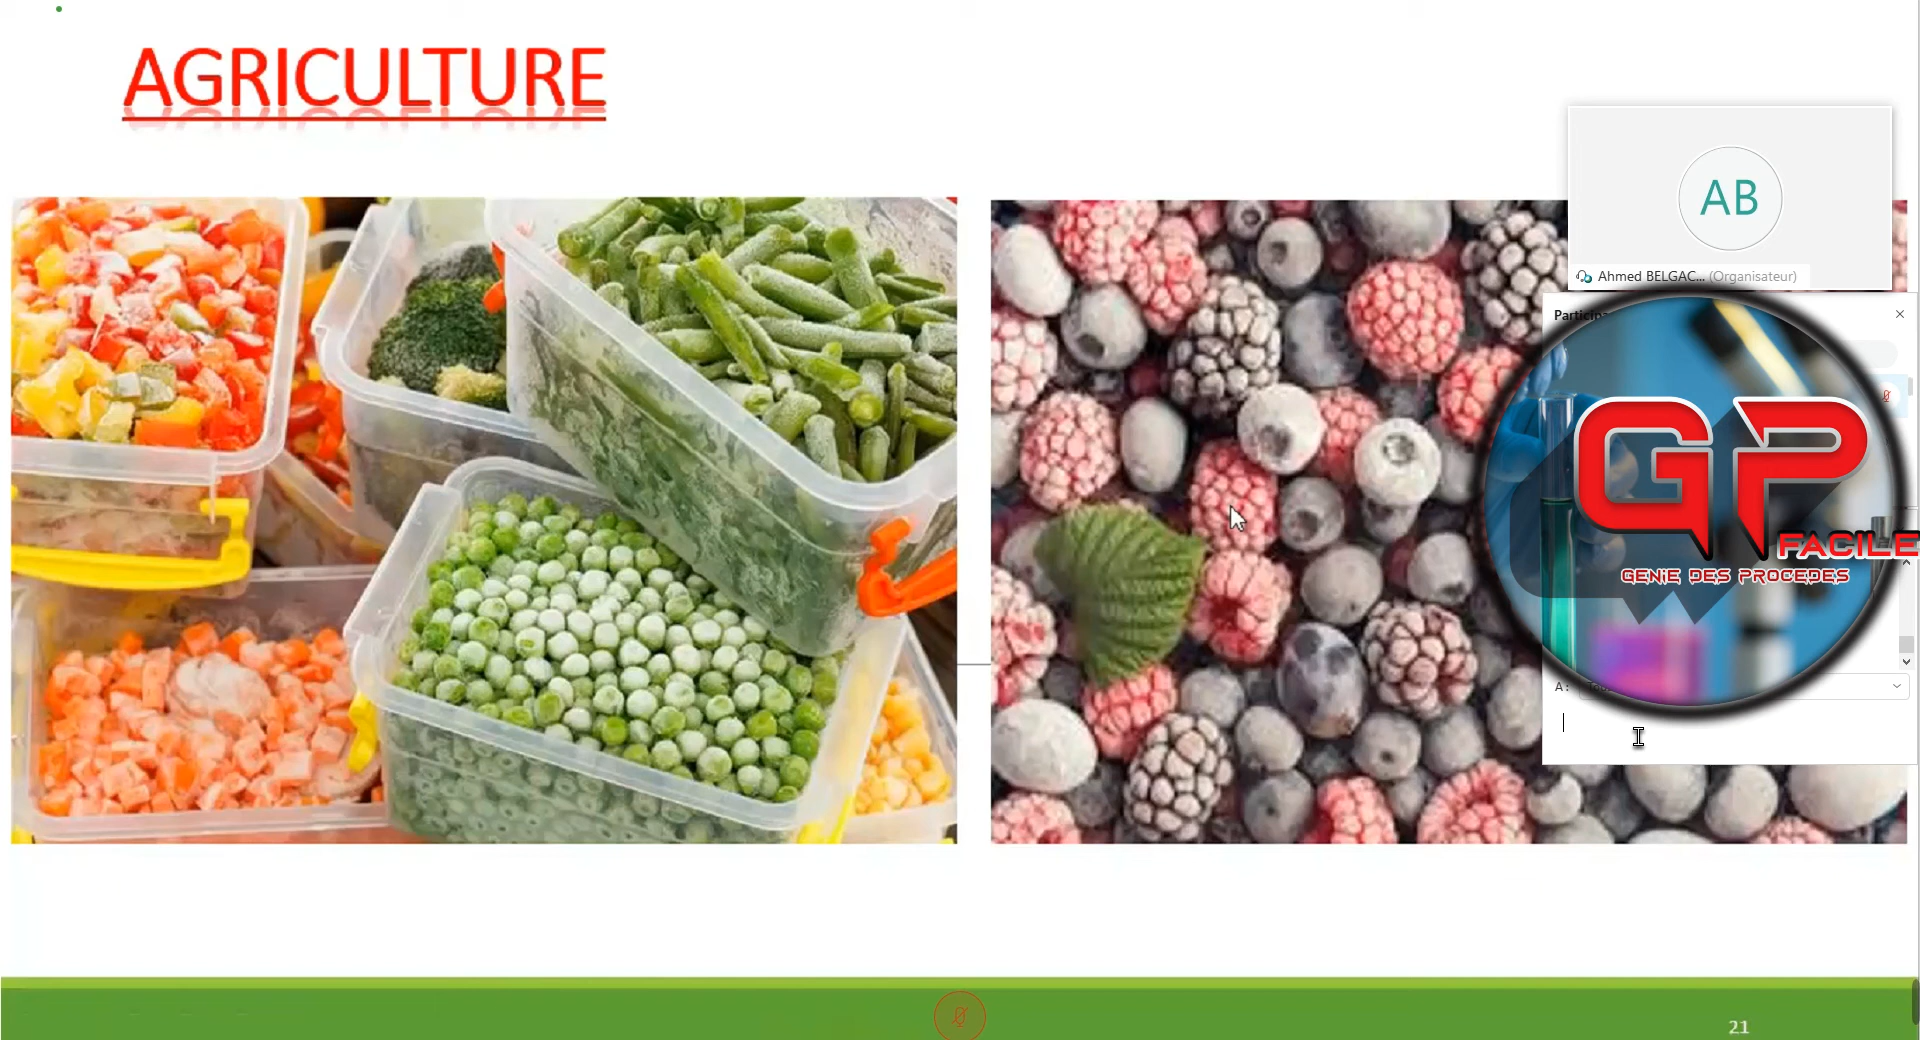 AGRICULTURE
AB
Ahmed BELGAC... (Organisateur)
GP
FACILE
GENIE DES PROCEDES
A:
21